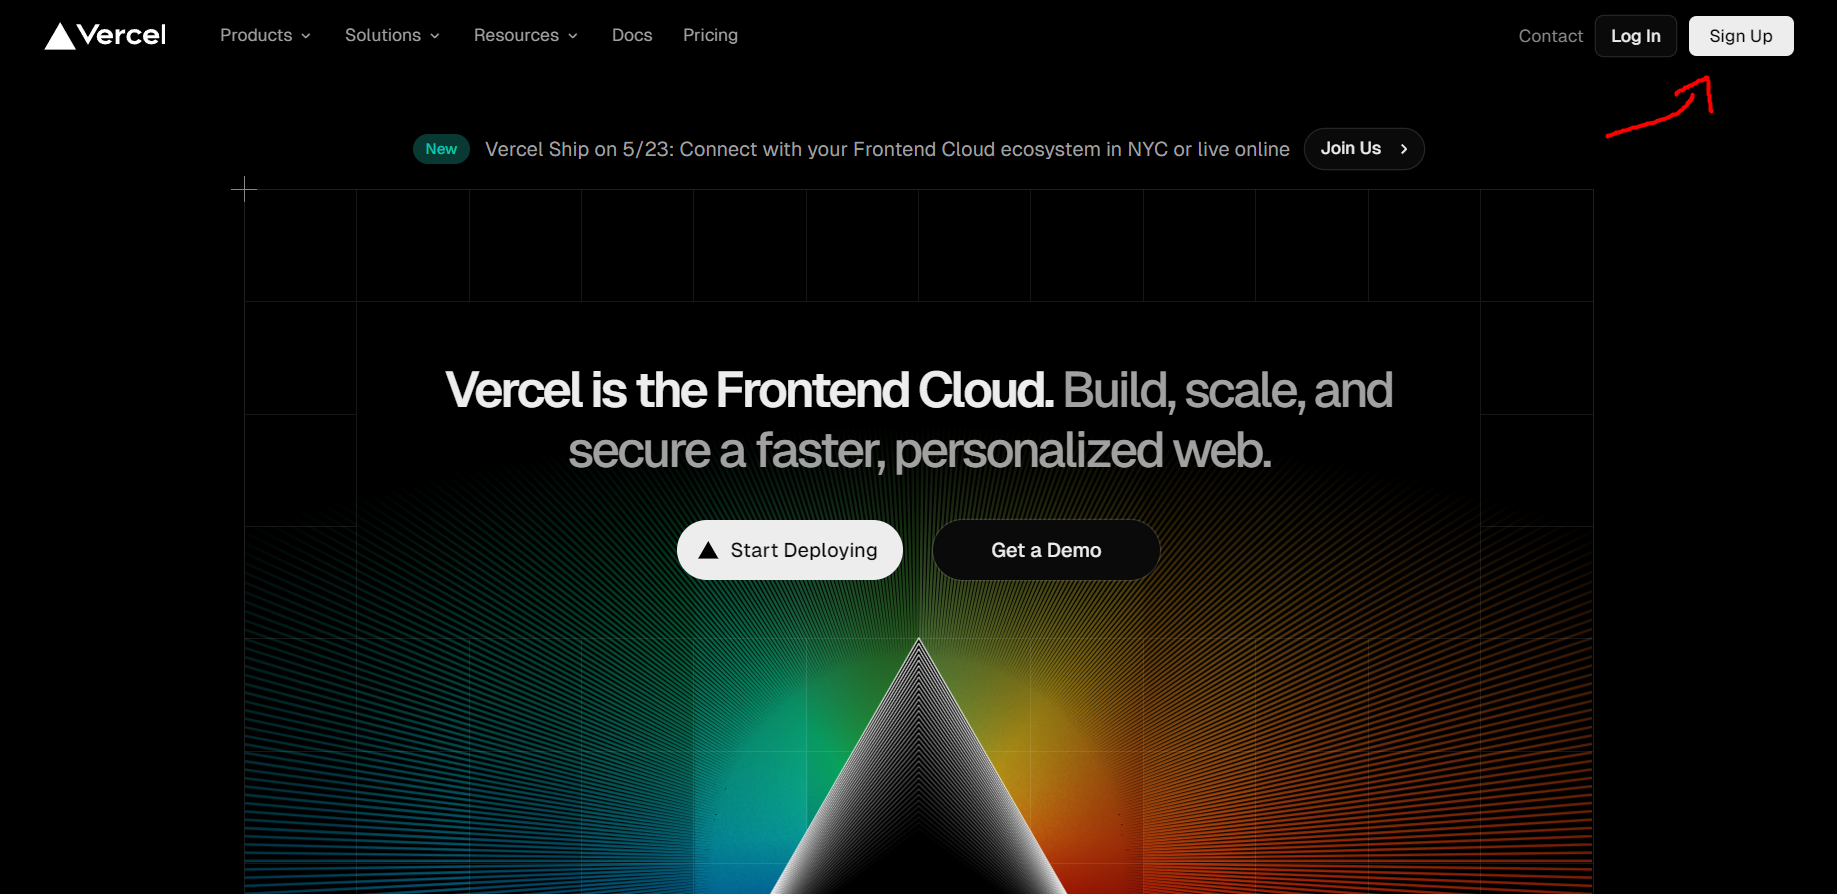 Vercel
Products
Solutions
Resources
Docs
Pricing
Contact
Log In
Sign Up
New
Vercel Ship on 5/23: Connect with your Frontend Cloud ecosystem in NYC or live online
Join Us
Vercel is the Frontend Cloud. Build, scale, and
secure a faster, personalized web.
Start Deploying
Get a Demo